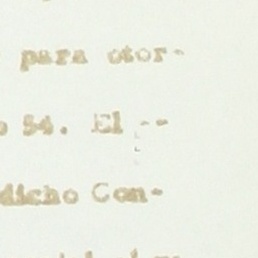 para otor-
o 54. El --
dicho Con-